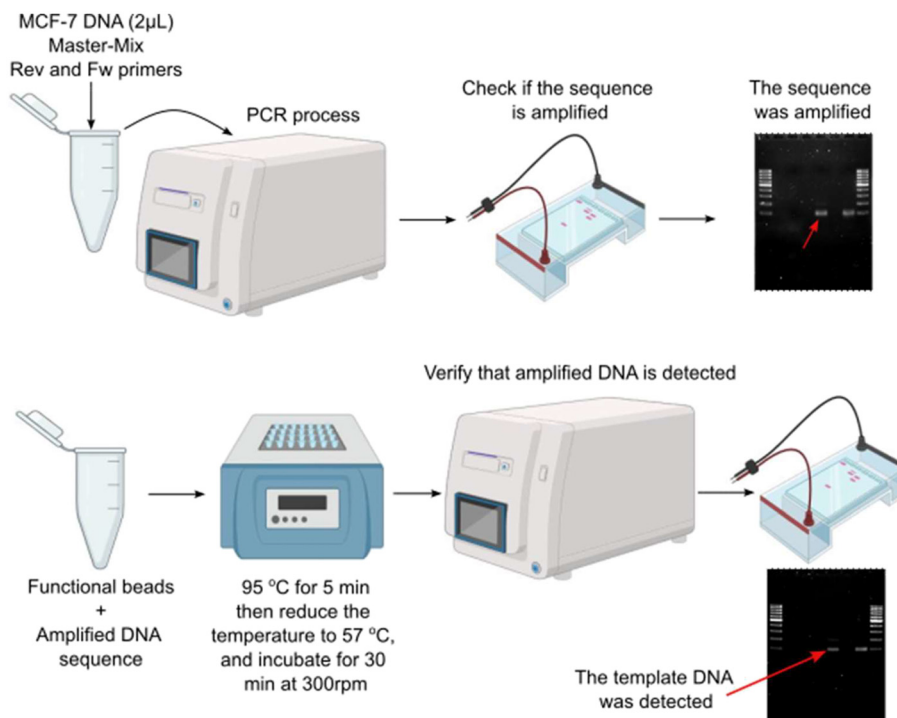 MCF-7 DNA (2µL)
Master-Mix
Rev and Fw primers
PCR process
Check if the sequence
is amplified
The sequence
was amplified
Verify that amplified DNA is detected
Functional beads
+
Amplified DNA
sequence
95 °C for 5 min
then reduce the
temperature to 57 °C,
and incubate for 30
min at 300rpm
The template DNA
was detected